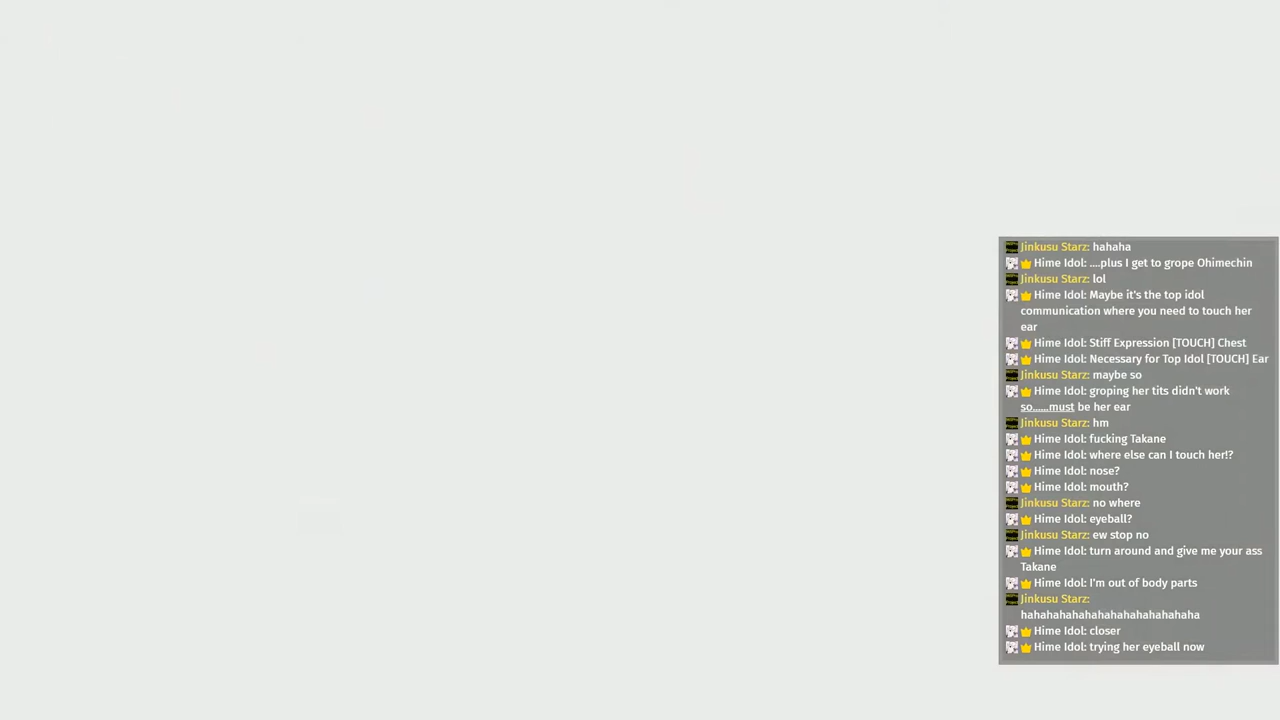 Jinkusu Starz: hahaha
Hime Idol: ....plus I get to grope Ohimechin
Jinkusu Starz: lol
Hime Idol: Maybe it's the top idol
communication where you need to touch her
ear
Hime Idol: Stiff Expression [TOUCH] Chest
Hime Idol: Necessary for Top Idol [TOUCH] Ear
Jinkusu Starz: maybe so
Hime Idol: groping her tits didn't work
so......must be her ear
Jinkusu Starz: hm
Hime Idol: fucking Takane
Hime Idol: where else can I touch her!?
Hime Idol: nose?
Hime Idol: mouth?
Jinkusu Starz: no where
Hime Idol: eyeball?
Jinkusu Starz: ew stop no
Hime Idol: turn around and give me your ass
Takane
Hime Idol: I'm out of body parts
Jinkusu Starz:
hahahahahahahahahahahahahaha
Hime Idol: closer
Hime Idol: trying her eyeball now